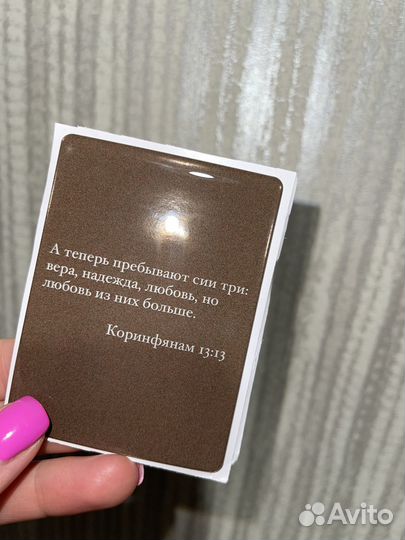 А теперь пребывают сии три:
вера, надежда, любовь, но
любовь из них больше.
Коринфянам 13:13
Avito